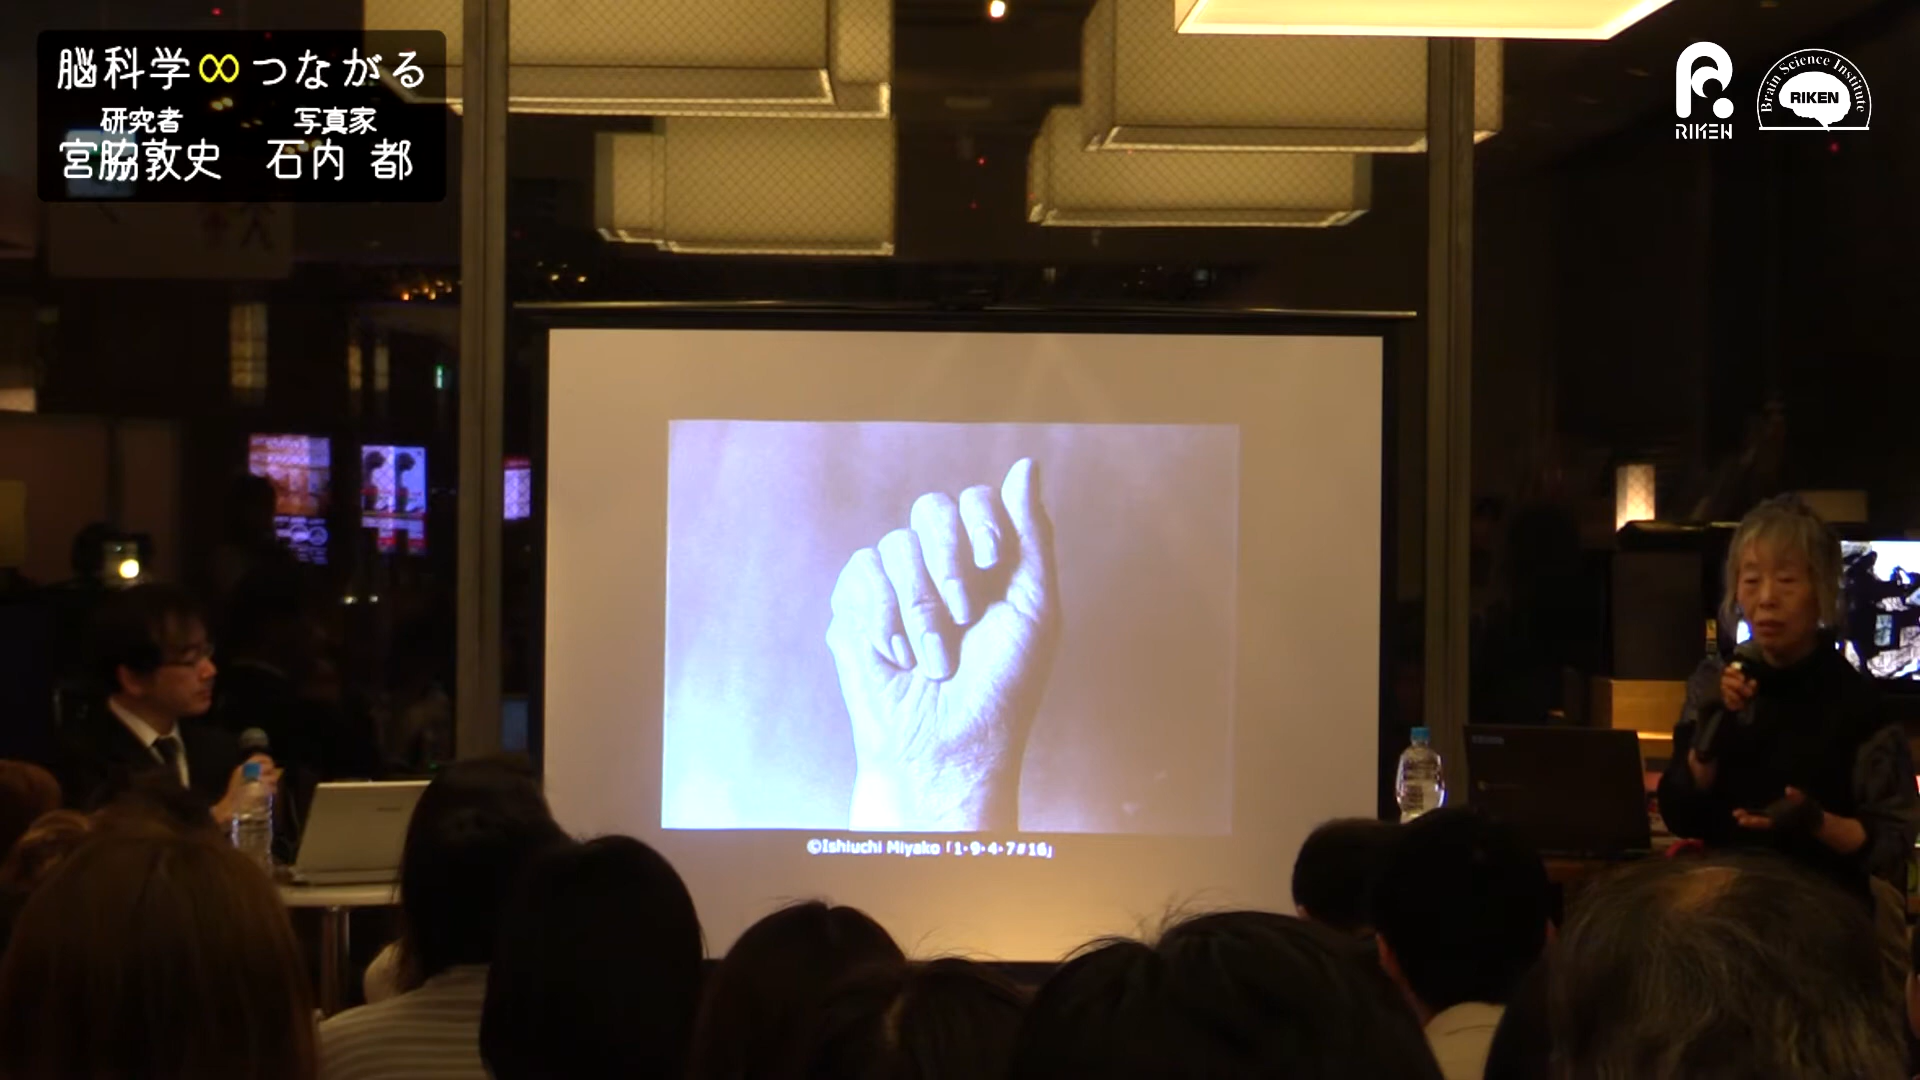 脳科学∞つながる
研究者 写真家
宮脇敦史 石内 都
RIKEN
Brain Science Institute
RIKEN
©Ishiuchi Miyako「1・9・4・7#16」